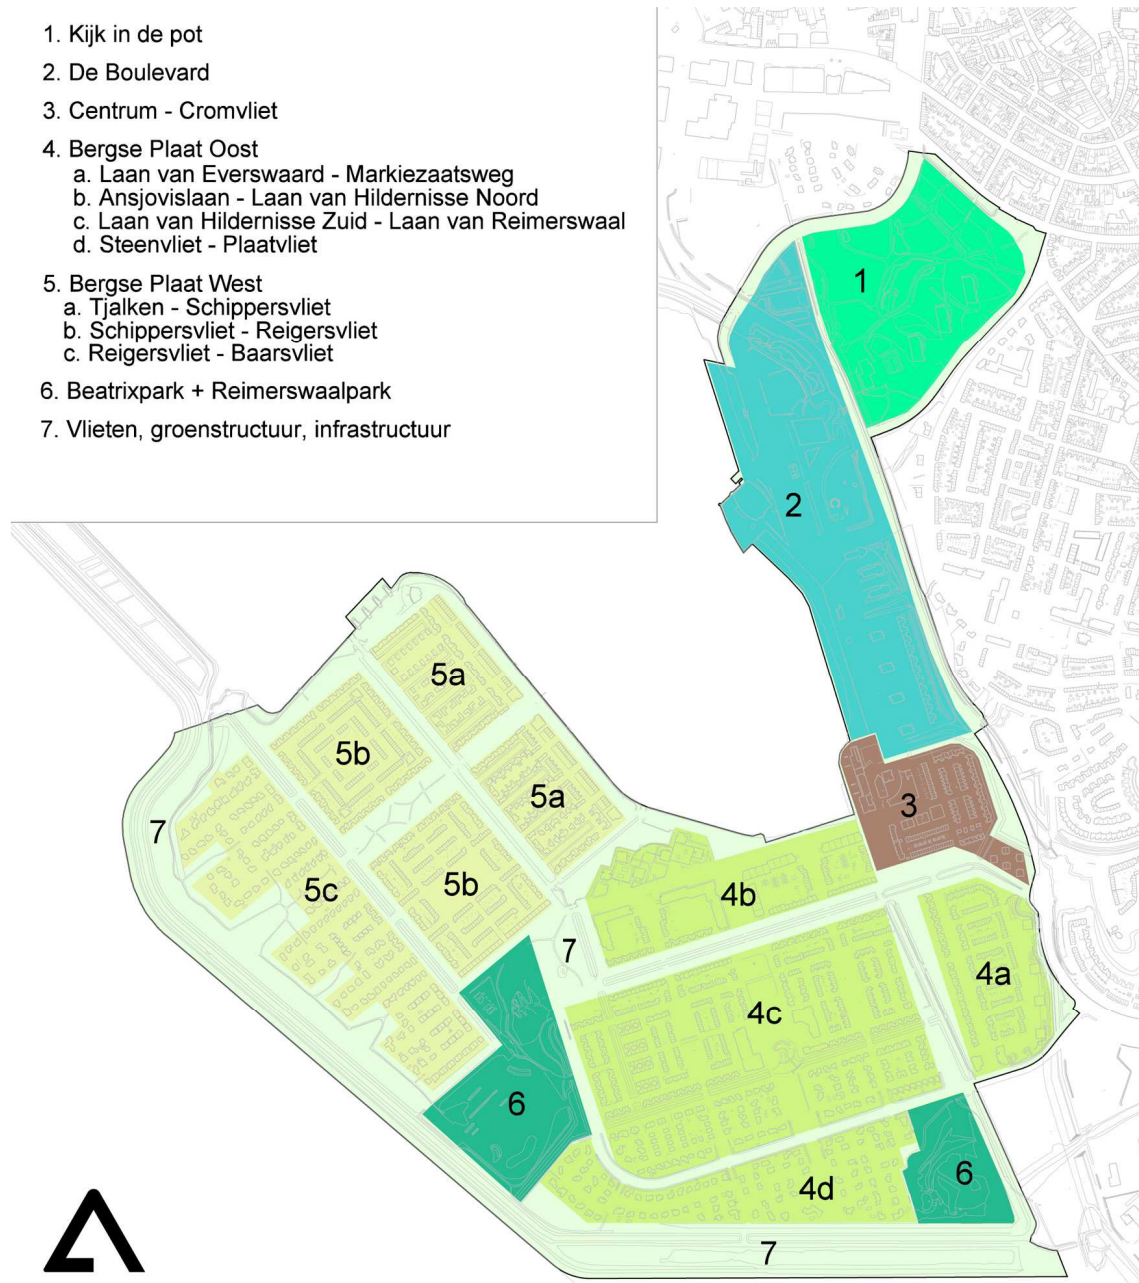 1. Kijk in de pot
2. De Boulevard
3. Centrum - Cromvliet
4. Bergse Plaat Oost
a. Laan van Everswaard - Markiezaatsweg
b. Ansjovislaan - Laan van Hildernisse Noord
c. Laan van Hildernisse Zuid - Laan van Reimerswaal
d. Steenvliet - Plaatvliet
5. Bergse Plaat West
a. Tjalken - Schippersvliet
b. Schippersvliet - Reigersvliet
c. Reigersvliet - Baarsvliet
6. Beatrixpark + Reimerswaalpark
7. Vlieten, groenstructuur, infrastructuur
1
2
5a
5b
5a
3
7
5c
5b
4b
7
4a
4c
6
6
4d
7